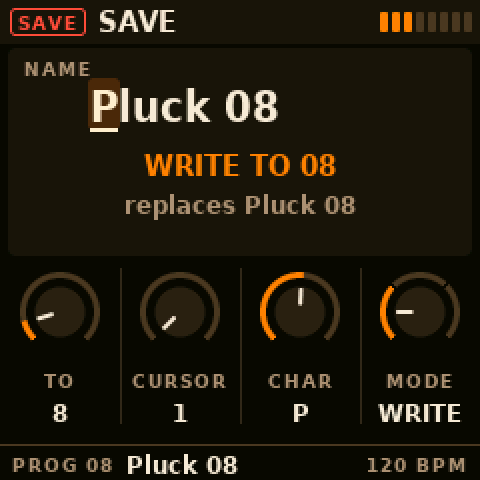 SAVE SAVE
NAME
Pluck 08
WRITE TO 08
replaces Pluck 08
TO CURSOR CHAR MODE
8 1 P WRITE
PROG 08 Pluck 08 120 BPM